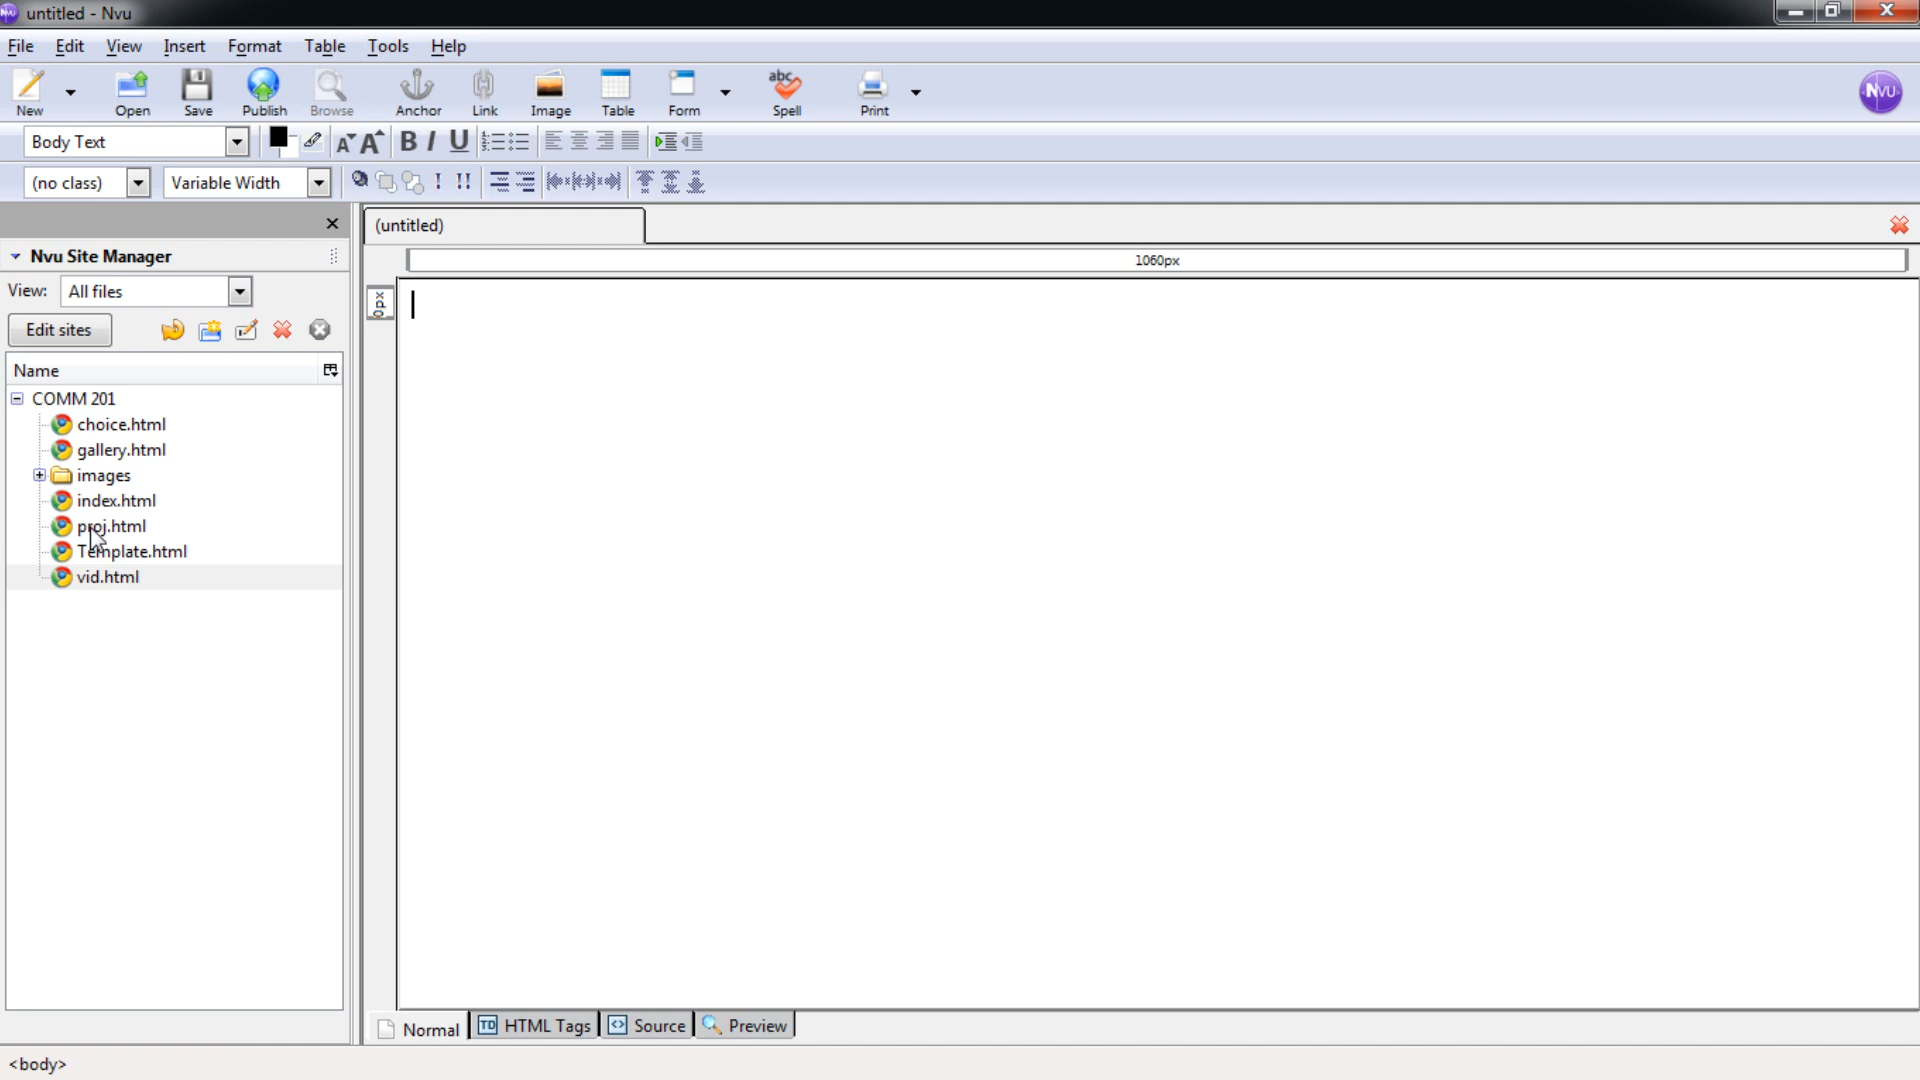 untitled - Nvu
File Edit View Insert Format Table Tools Help
New Open Save Publish Browse Anchor Link Image Table Form Spell Print
abc
NVU
Body Text A A B I U
(no class) Variable Width ! !!
Nvu Site Manager
View: All files
Edit sites
Name
COMM 201
choice.html
gallery.html
images
index.html
proj.html
Template.html
vid.html
(untitled)
1060px
0px
Normal TD HTML Tags Source Preview
<body>